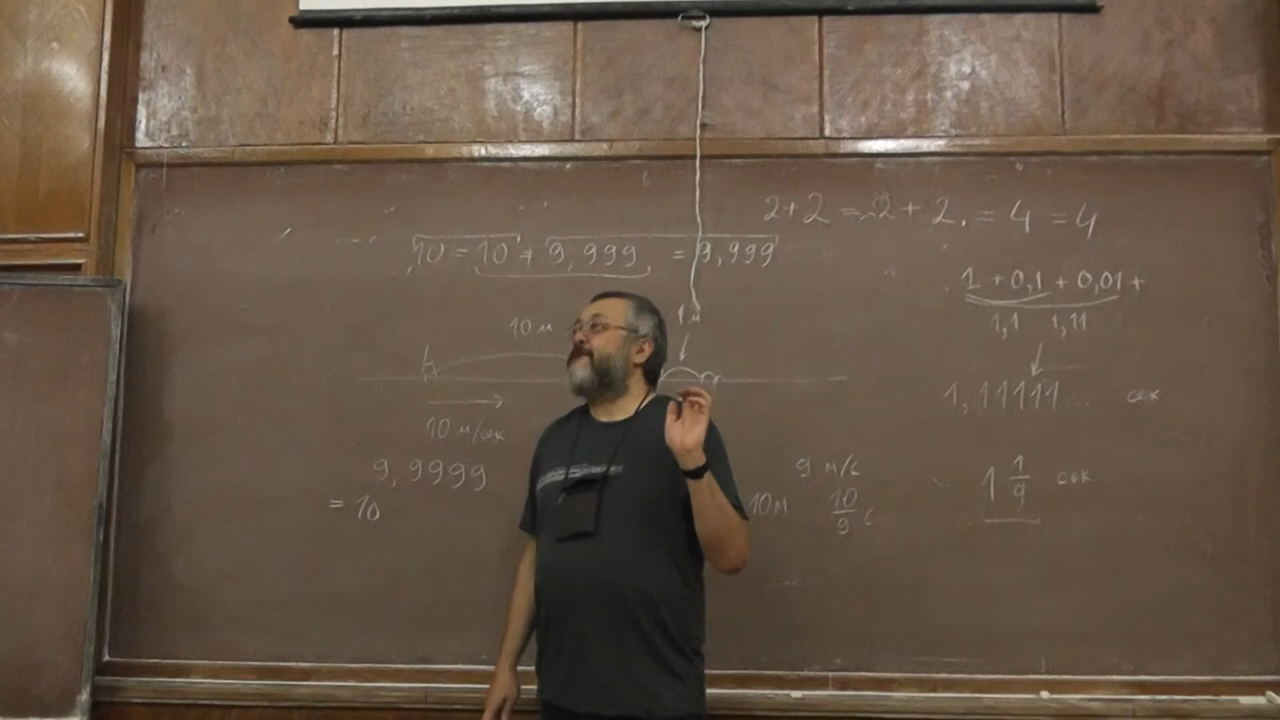 2+2 = 2+2. = 4 = 4
10 = 10 ≠ 9,999 = 9,999
1 + 0,1 + 0,01 +
1,1 1,11
10 м
1 м
1,11111... сек
10 м/сек
9,9999
= 10
9 м/с
10м 10/9 с
1 1/9 сек